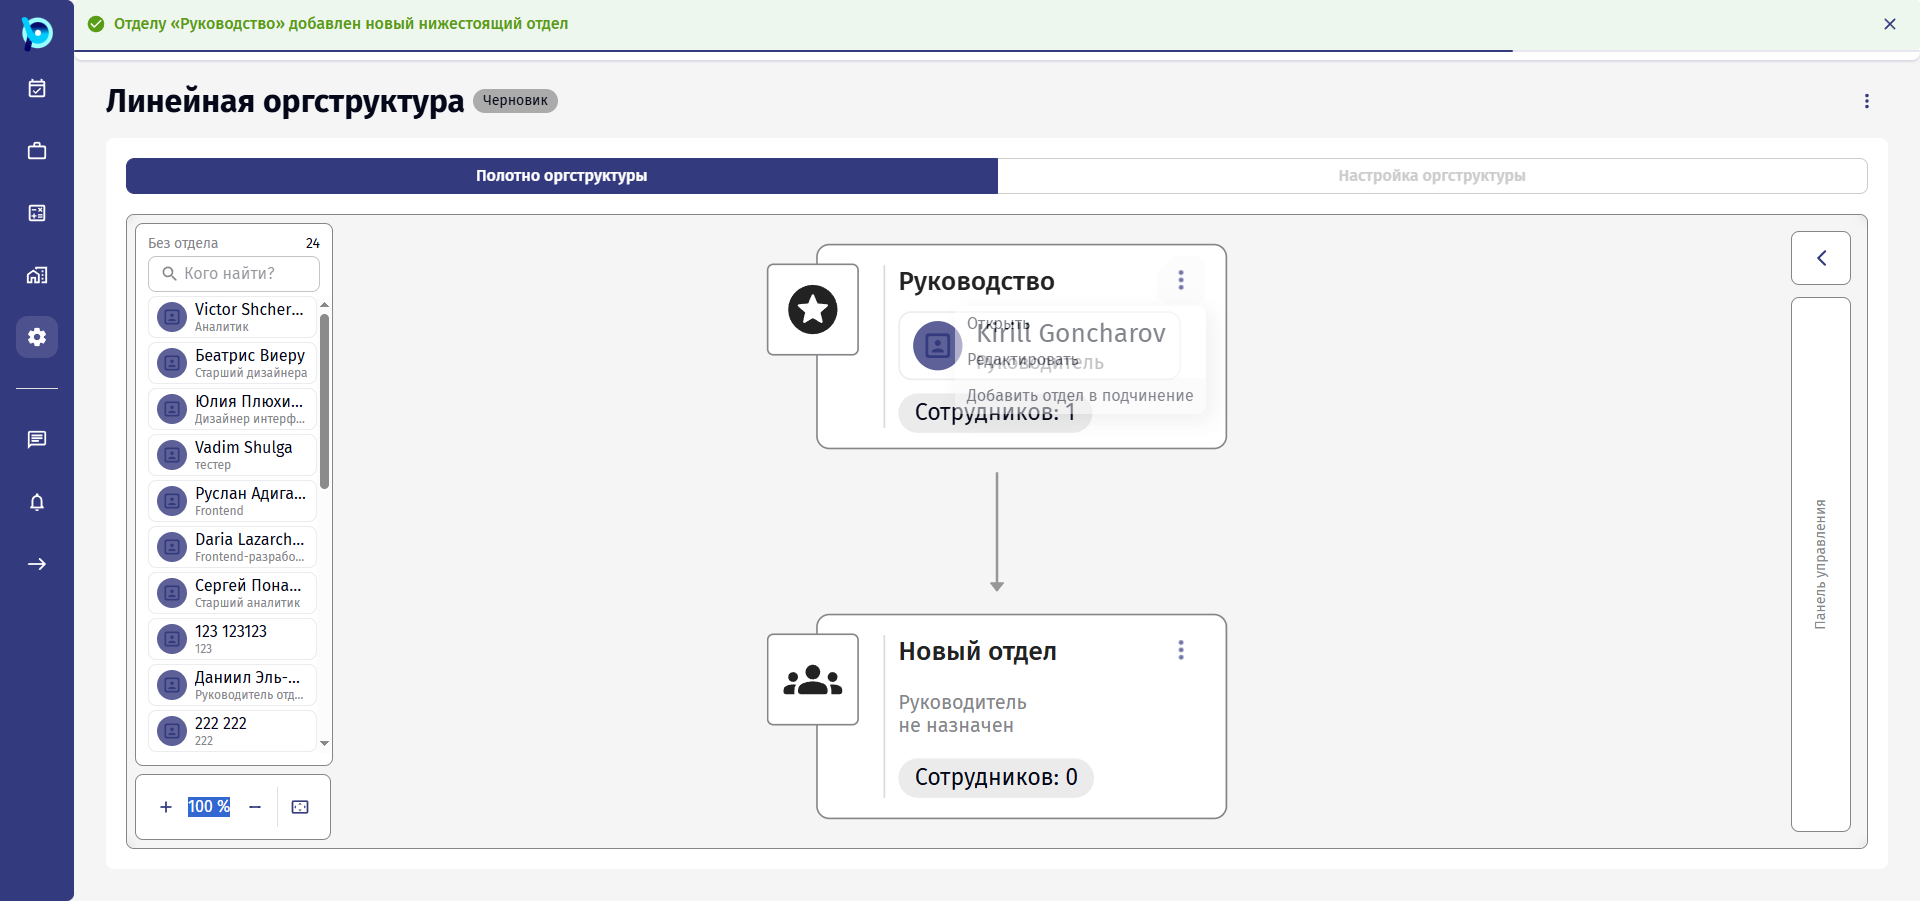 Отделу «Руководство» добавлен новый нижестоящий отдел
Линейная оргструктура
Черновик
Полотно оргструктуры
Настройка оргструктуры
Без отдела
24
Кого найти?
Victor Shcher...
Аналитик
Беатрис Виеру
Старший дизайнера
Юлия Плюхи...
Дизайнер интерф...
Vadim Shulga
тестер
Руслан Адига...
Frontend
Daria Lazarch...
Frontend-разрабо...
Сергей Пона...
Старший аналитик
123 123123
123
Даниил Эль-...
Руководитель отд...
222 222
222
100 %
Руководство
Открыть
Kirill Goncharov
Редактировать
Руководитель
Добавить отдел в подчинение
Сотрудников: 1
Новый отдел
Руководитель
не назначен
Сотрудников: 0
Панель управления